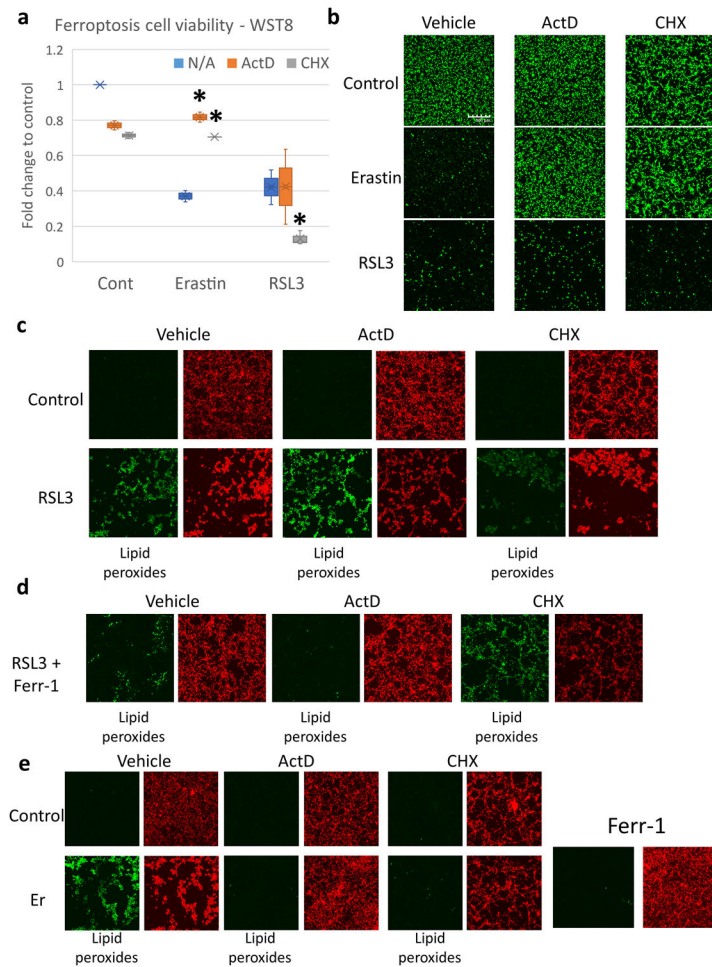 a
Ferroptosis cell viability - WST8
1.2
1
0.8
0.6
0.4
0.2
0
Fold change to control
N/A ActD CHX
*
*
*
Cont Erastin RSL3
b
Vehicle ActD CHX
Control
Erastin
RSL3
c
Vehicle ActD CHX
Control
RSL3
Lipid peroxides
Lipid peroxides
Lipid peroxides
d
Vehicle ActD CHX
RSL3 +
Ferr-1
Lipid peroxides
Lipid peroxides
Lipid peroxides
e
Vehicle ActD CHX
Control
Ferr-1
Er
Lipid peroxides
Lipid peroxides
Lipid peroxides